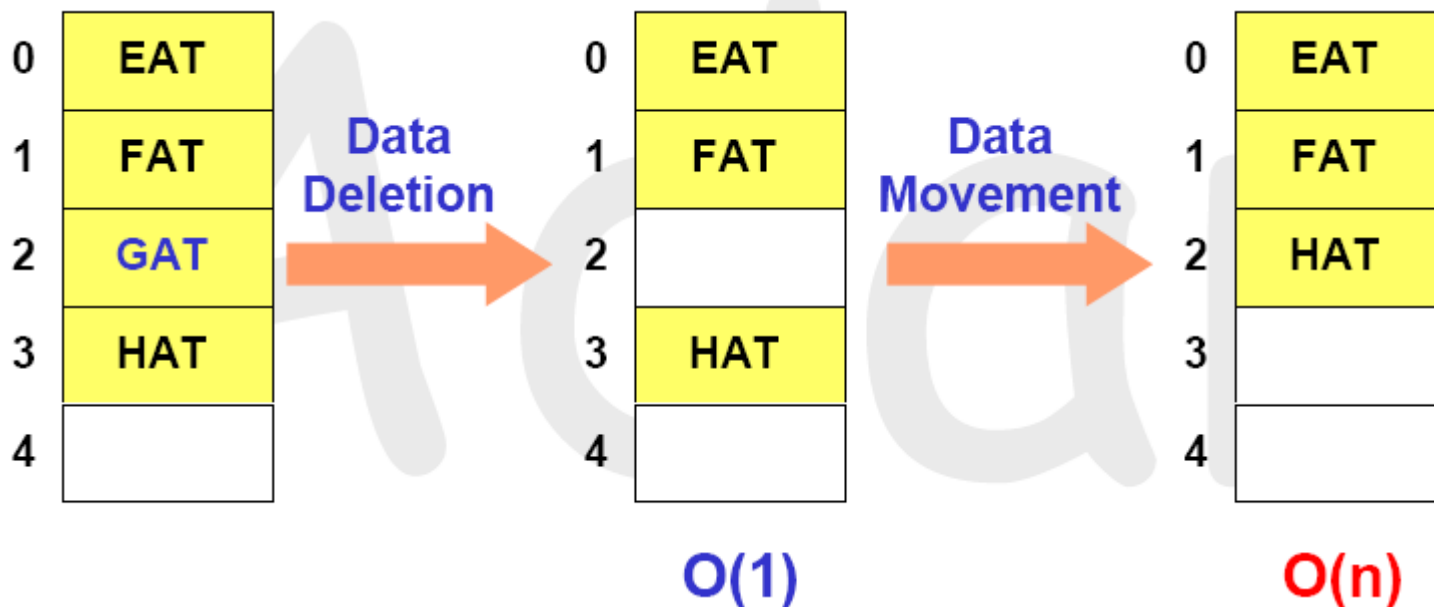 0 EAT
1 FAT
2 GAT
3 HAT
4
Data
Deletion
0 EAT
1 FAT
2
3 HAT
4
O(1)
Data
Movement
0 EAT
1 FAT
2 HAT
3
4
O(n)